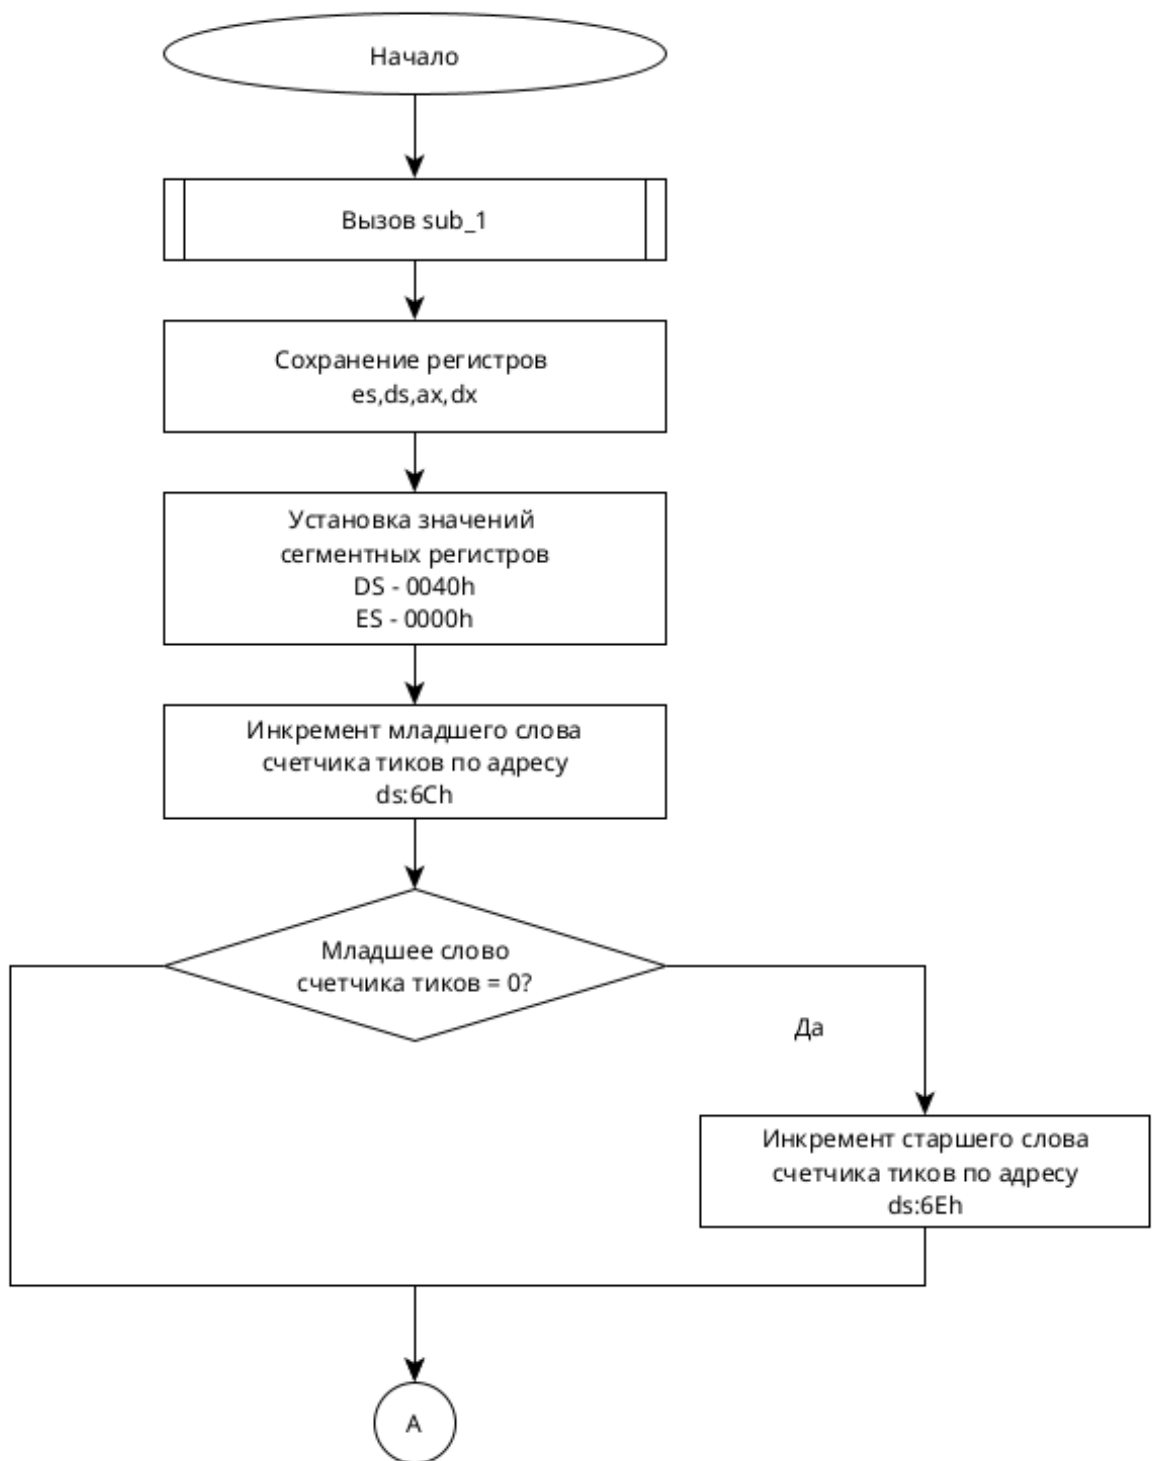 Начало
Вызов sub_1
Сохранение регистров
es,ds,ax,dx
Установка значений
сегментных регистров
DS - 0040h
ES - 0000h
Инкремент младшего слова
счетчика тиков по адресу
ds:6Ch
Младшее слово
счетчика тиков = 0?
Да
Инкремент старшего слова
счетчика тиков по адресу
ds:6Eh
A